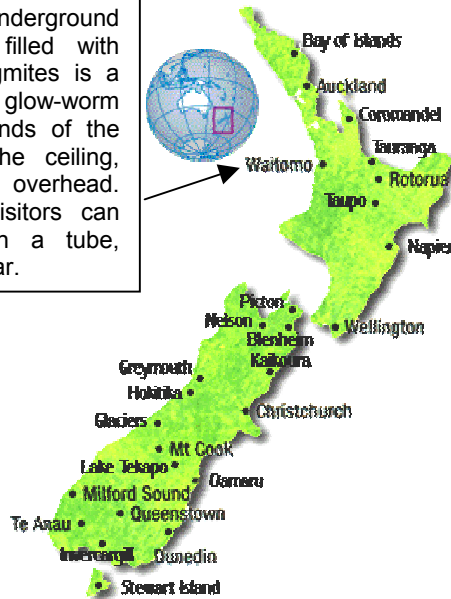 nderground
filled with
gmites is a
glow-worm
nds of the
he ceiling,
overhead.
isitors can
n a tube,
ar.
Bay of Islands
Auckland
Coromandel
Tauranga
Waitomo
Rotorua
Taupo
Napier
Picton
Nelson
Wellington
Blenheim
Kaikoura
Greymouth
Hokitika
Christchurch
Glaciers
Mt Cook
Lake Tekapo
Oamaru
Milford Sound
Queenstown
Te Anau
Invercargill
Dunedin
Stewart Island